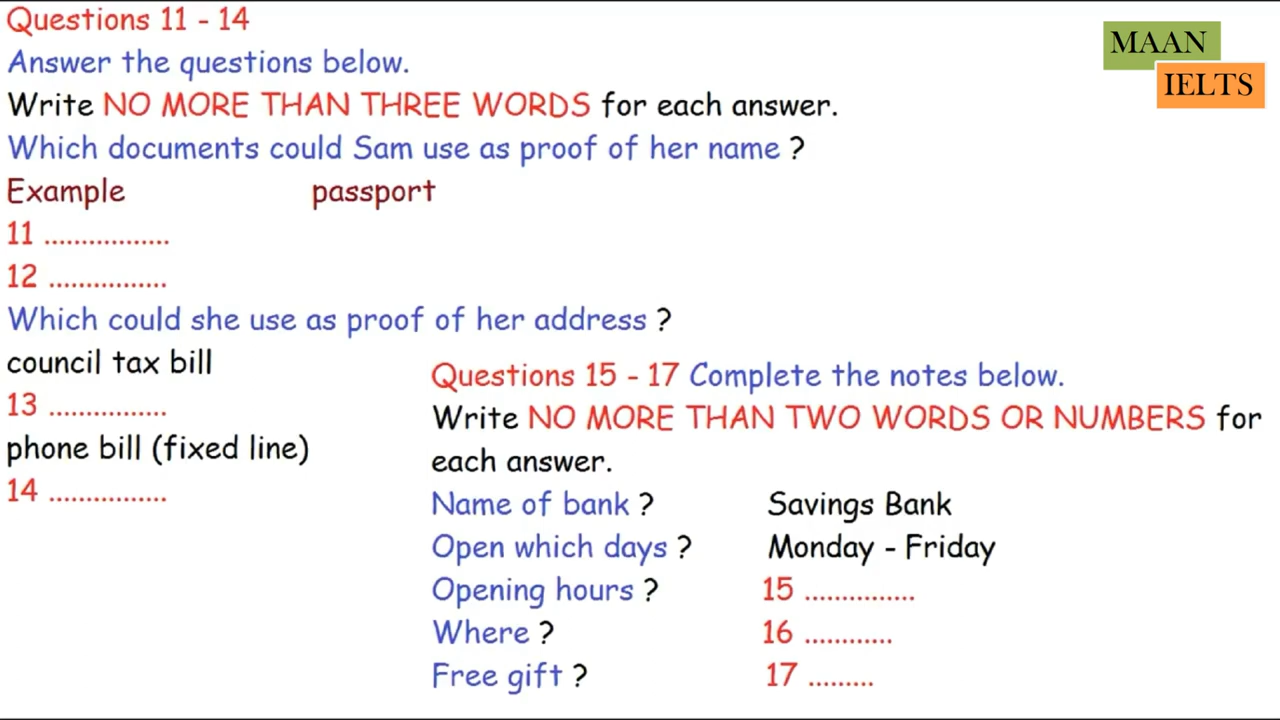 Questions 11 - 14
MAAN
IELTS
Answer the questions below.
Write NO MORE THAN THREE WORDS for each answer.
Which documents could Sam use as proof of her name ?
Example passport
11 .................
12 ................
Which could she use as proof of her address ?
council tax bill
13 ................
phone bill (fixed line)
14 ................
Questions 15 - 17 Complete the notes below.
Write NO MORE THAN TWO WORDS OR NUMBERS for
each answer.
Name of bank ? Savings Bank
Open which days ? Monday - Friday
Opening hours ? 15 ...............
Where ? 16 ............
Free gift ? 17 .........